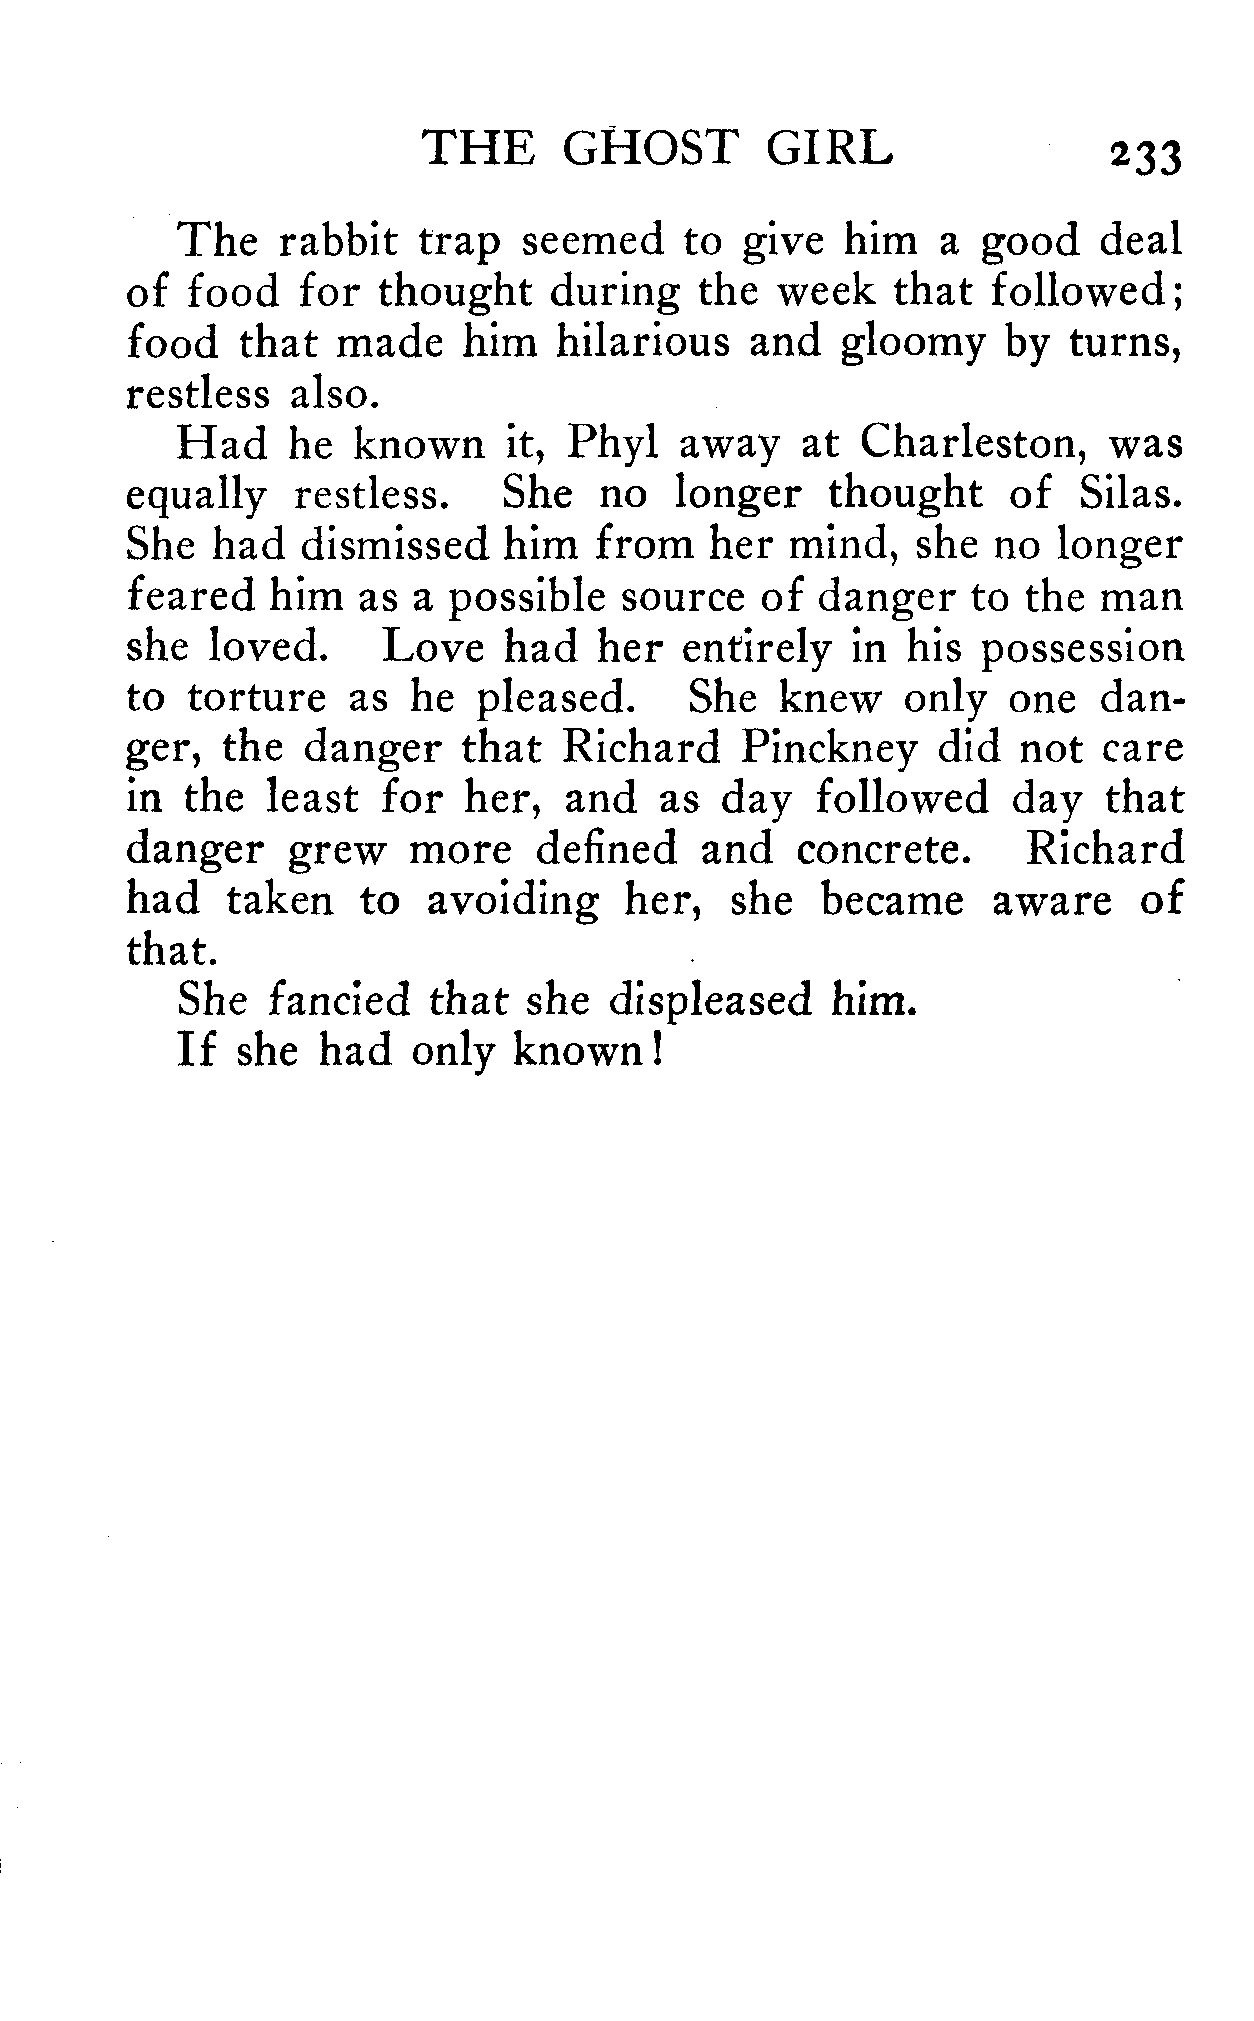 THE GHOST GIRL 233
The rabbit trap seemed to give him a good deal
of food for thought during the week that followed;
food that made him hilarious and gloomy by turns,
restless also.
Had he known it, Phyl away at Charleston, was
equally restless. She no longer thought of Silas.
She had dismissed him from her mind, she no longer
feared him as a possible source of danger to the man
she loved. Love had her entirely in his possession
to torture as he pleased. She knew only one dan-
ger, the danger that Richard Pinckney did not care
in the least for her, and as day followed day that
danger grew more defined and concrete. Richard
had taken to avoiding her, she became aware of
that.
She fancied that she displeased him.
If she had only known!